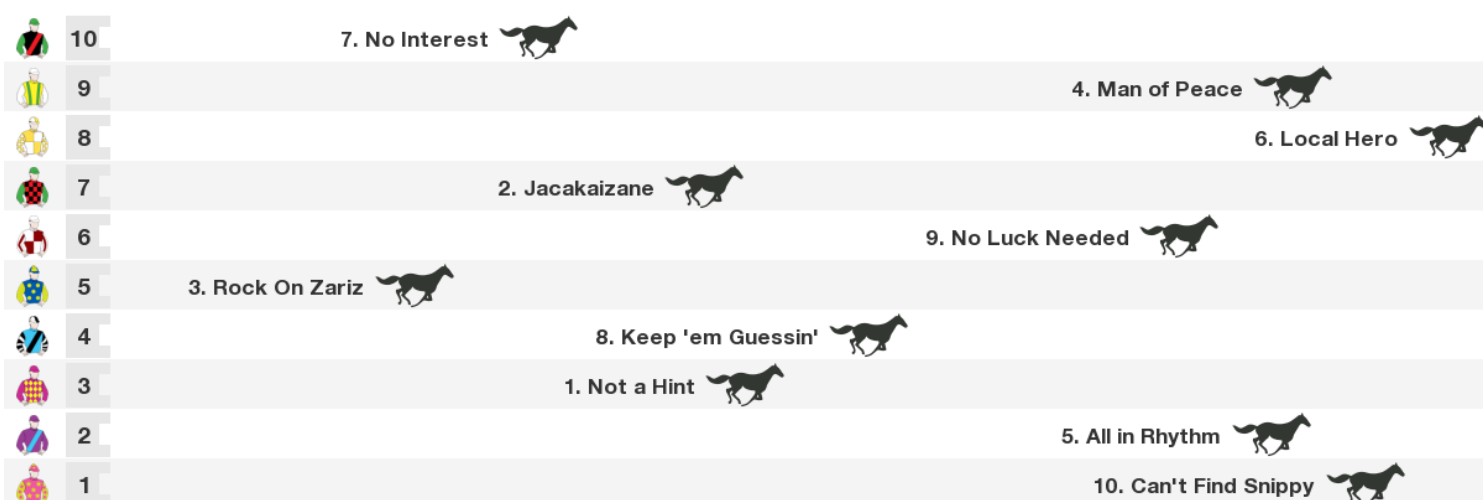 10 7. No Interest
9 4. Man of Peace
8 6. Local Hero
7 2. Jacakaizane
6 9. No Luck Needed
5 3. Rock On Zariz
4 8. Keep 'em Guessin'
3 1. Not a Hint
2 5. All in Rhythm
1 10. Can't Find Snippy